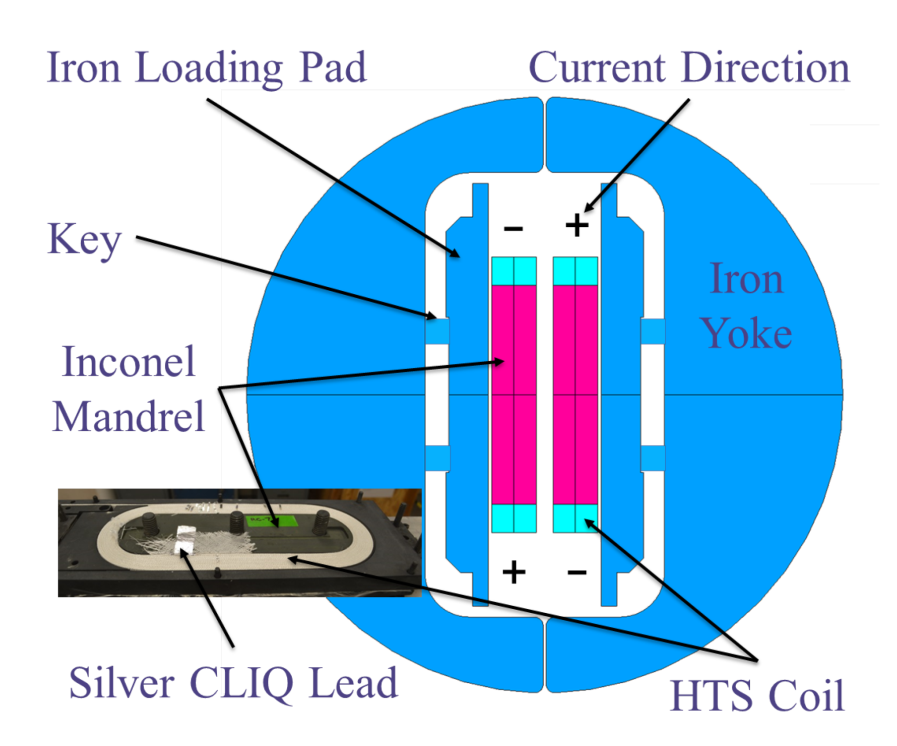 Iron Loading Pad
Current Direction
- +
Key
Iron
Yoke
Inconel
Mandrel
+ -
Silver CLIQ Lead
HTS Coil